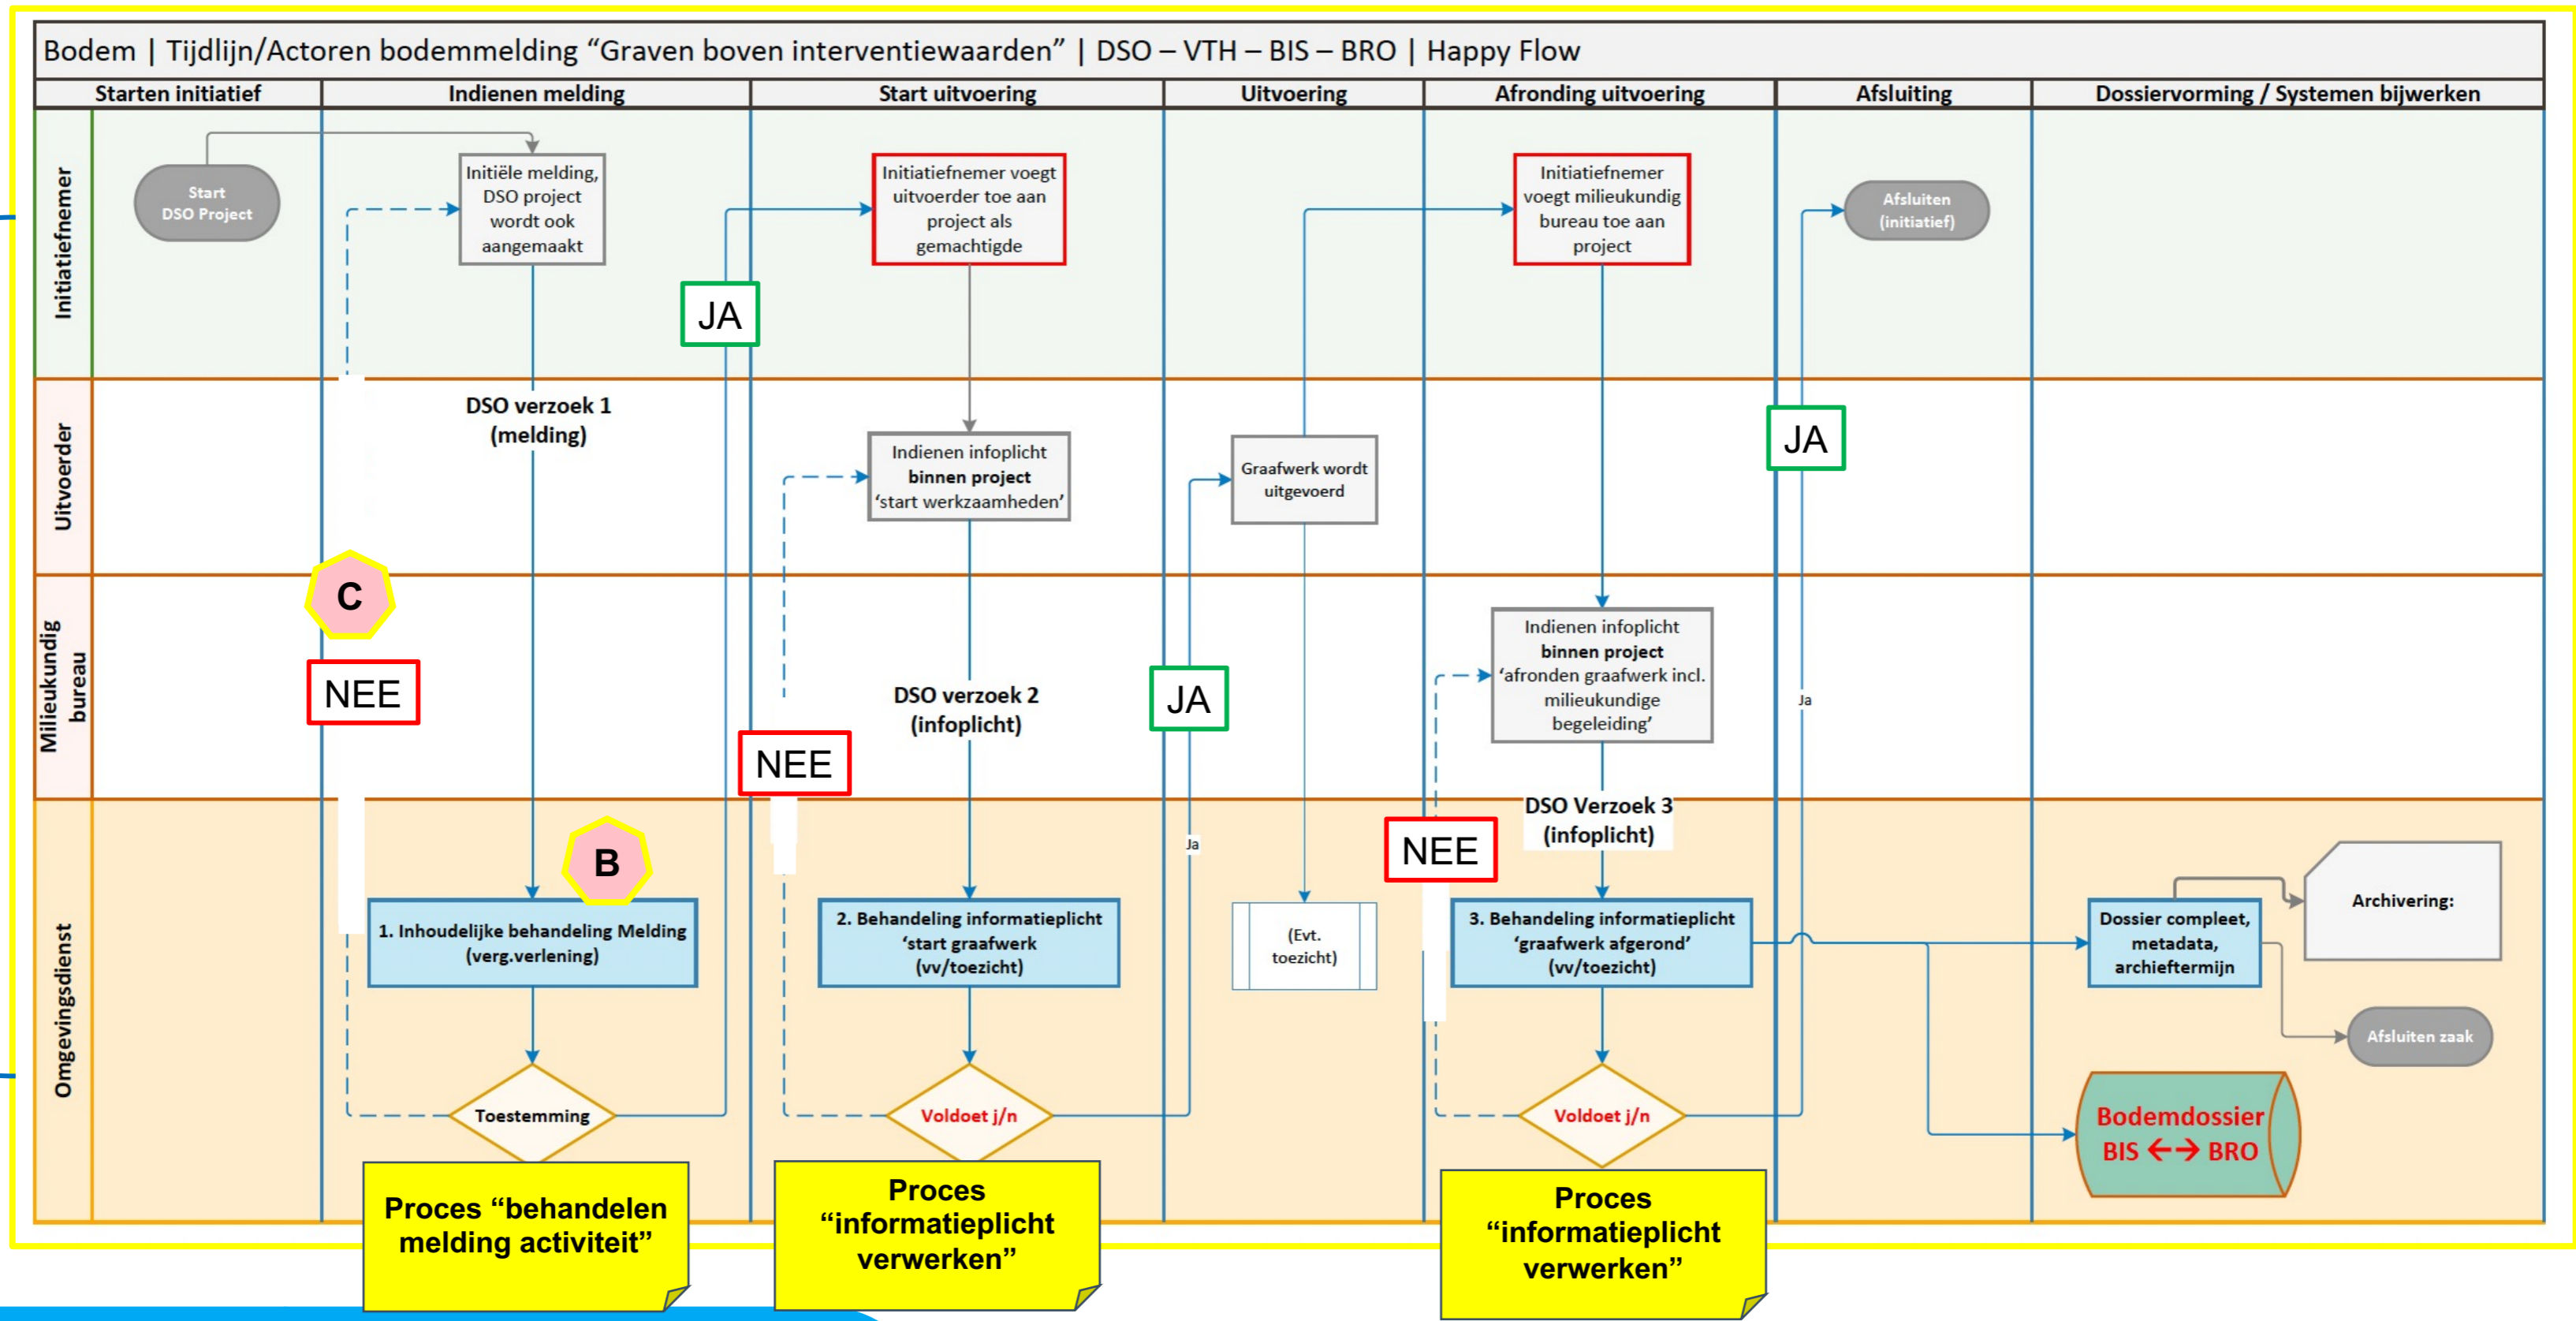 Bodem | Tijdlijn/Actoren bodemmelding “Graven boven interventiewaarden” | DSO – VTH – BIS – BRO | Happy Flow
Starten initiatief
Indienen melding
Start uitvoering
Uitvoering
Afronding uitvoering
Afsluiting
Dossiervorming / Systemen bijwerken
Initiatiefnemer
Start
DSO Project
Initiële melding,
DSO project
wordt ook
aangemaakt
Initiatiefnemer voegt
uitvoerder toe aan
project als
gemachtigde
Initiatiefnemer
voegt milieukundig
bureau toe aan
project
Afsluiten
(initiatief)
JA
Uitvoerder
DSO verzoek 1
(melding)
Indienen infoplicht
binnen project
‘start werkzaamheden’
Graafwerk wordt
uitgevoerd
JA
Milieukundig
bureau
C
NEE
DSO verzoek 2
(infoplicht)
NEE
JA
Indienen infoplicht
binnen project
‘afronden graafwerk incl.
milieukundige
begeleiding’
Ja
Omgevingsdienst
B
Ja
DSO Verzoek 3
(infoplicht)
NEE
1. Inhoudelijke behandeling Melding
(verg.verlening)
2. Behandeling informatieplicht
‘start graafwerk
(vv/toezicht)
(Evt.
toezicht)
3. Behandeling informatieplicht
‘graafwerk afgerond’
(vv/toezicht)
Dossier compleet,
metadata,
archieftermijn
Archivering:
Afsluiten zaak
Toestemming
Voldoet j/n
Voldoet j/n
Bodemdossier
BIS ←→ BRO
Proces “behandelen
melding activiteit”
Proces
“informatieplicht
verwerken”
Proces
“informatieplicht
verwerken”